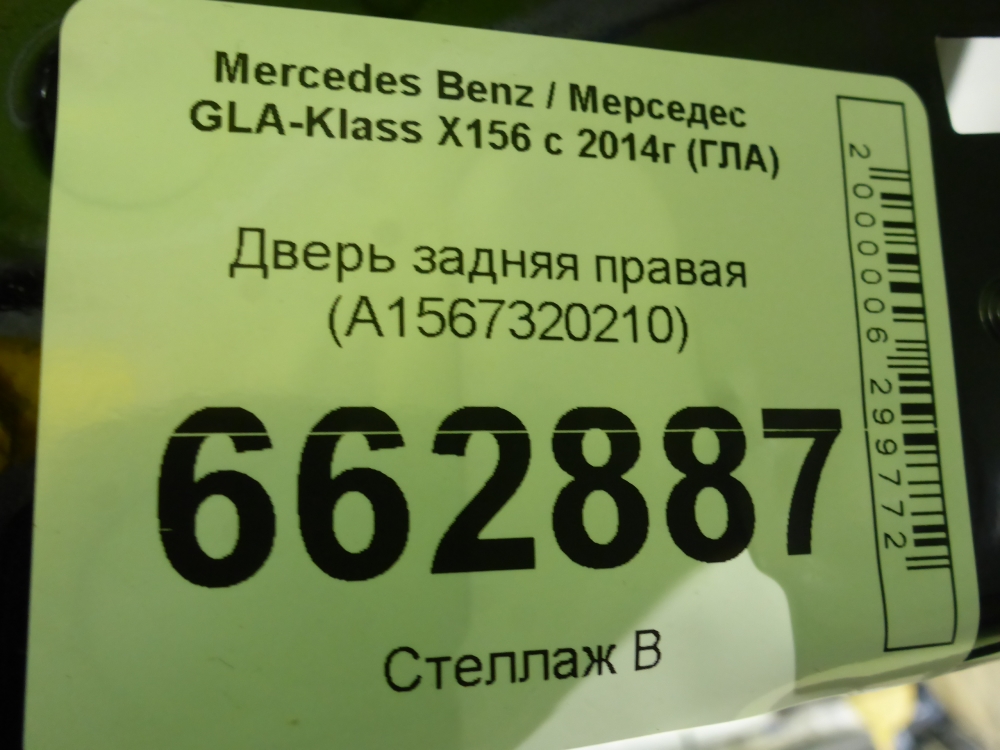 Mercedes Benz / Мерседес
GLA-Klass X156 с 2014г (ГЛА)
Дверь задняя правая
(A1567320210)
662887
Стеллаж В
2000006299772